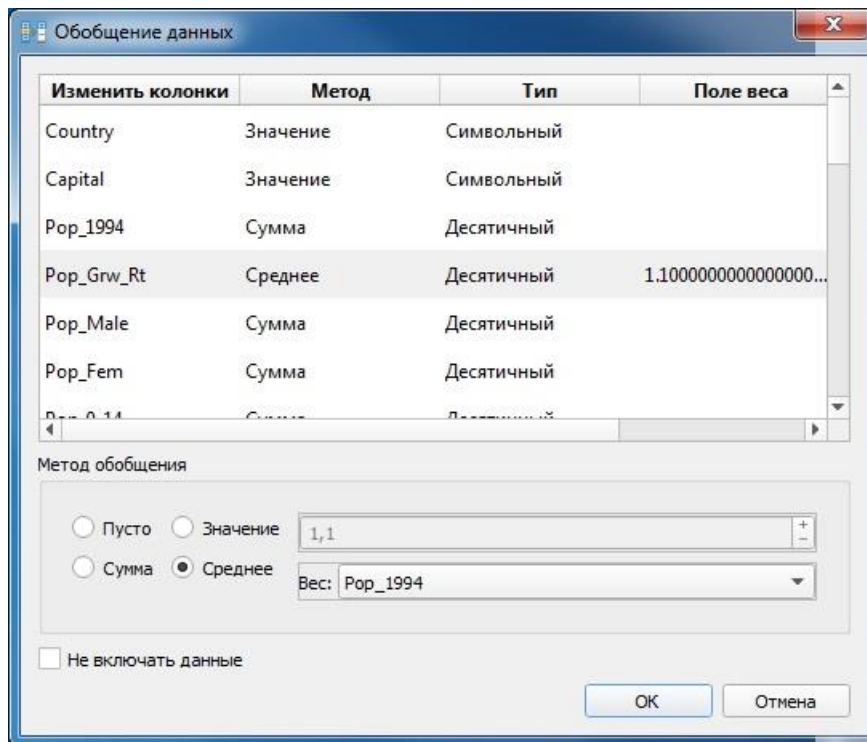 Обобщение данных
Изменить колонки Метод Тип Поле веса
Country Значение Символьный
Capital Значение Символьный
Pop_1994 Сумма Десятичный
Pop_Grw_Rt Среднее Десятичный 1.1000000000000000...
Pop_Male Сумма Десятичный
Pop_Fem Сумма Десятичный
Метод обобщения
Пусто Значение 1,1
Сумма Среднее Вес: Pop_1994
Не включать данные
OK Отмена